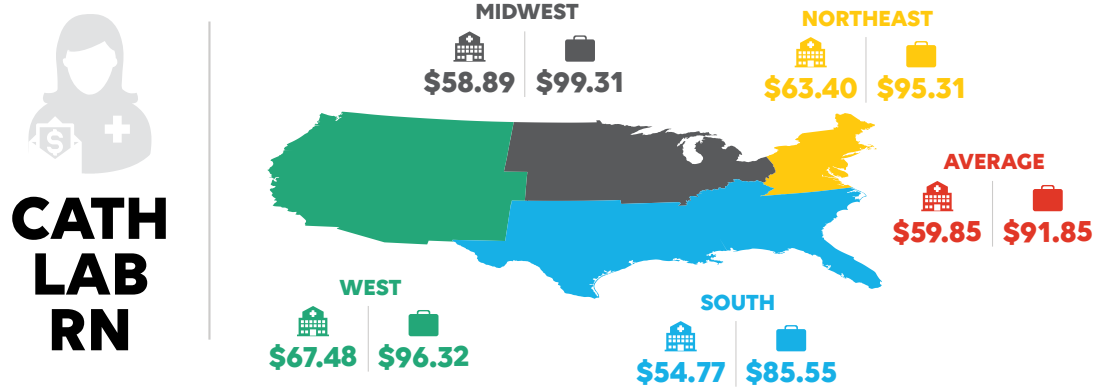 CATH
LAB
RN
MIDWEST
$58.89 $99.31
NORTHEAST
$63.40 $95.31
AVERAGE
$59.85 $91.85
WEST
$67.48 $96.32
SOUTH
$54.77 $85.55
$